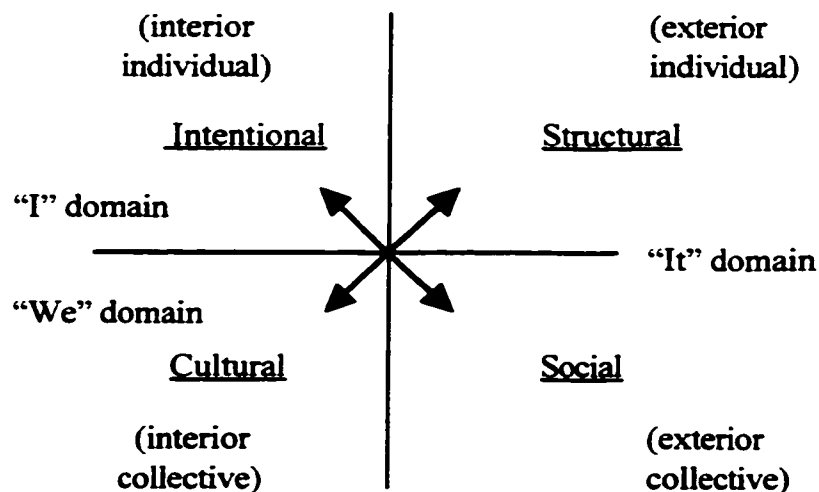 (interior
individual)
(exterior
individual)
Intentional
Structural
“I” domain
“It” domain
“We” domain
Cultural
Social
(interior
collective)
(exterior
collective)